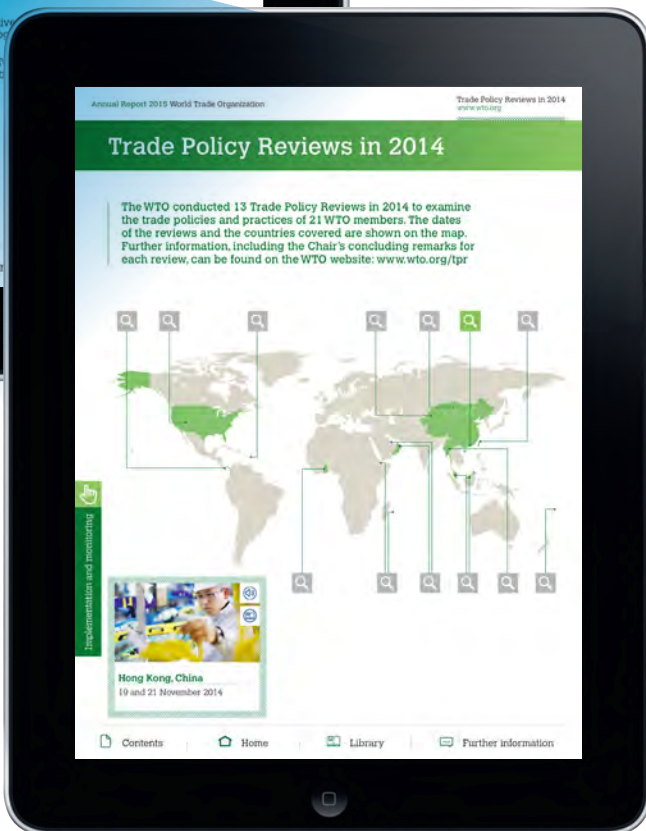 Annual Report 2015 World Trade Organization
Trade Policy Reviews in 2014
www.wto.org
Trade Policy Reviews in 2014
The WTO conducted 13 Trade Policy Reviews in 2014 to examine
the trade policies and practices of 21 WTO members. The dates
of the reviews and the countries covered are shown on the map.
Further information, including the Chair's concluding remarks for
each review, can be found on the WTO website: www.wto.org/tpr
Implementation and monitoring
Hong Kong, China
19 and 21 November 2014
Contents
Home
Library
Further information